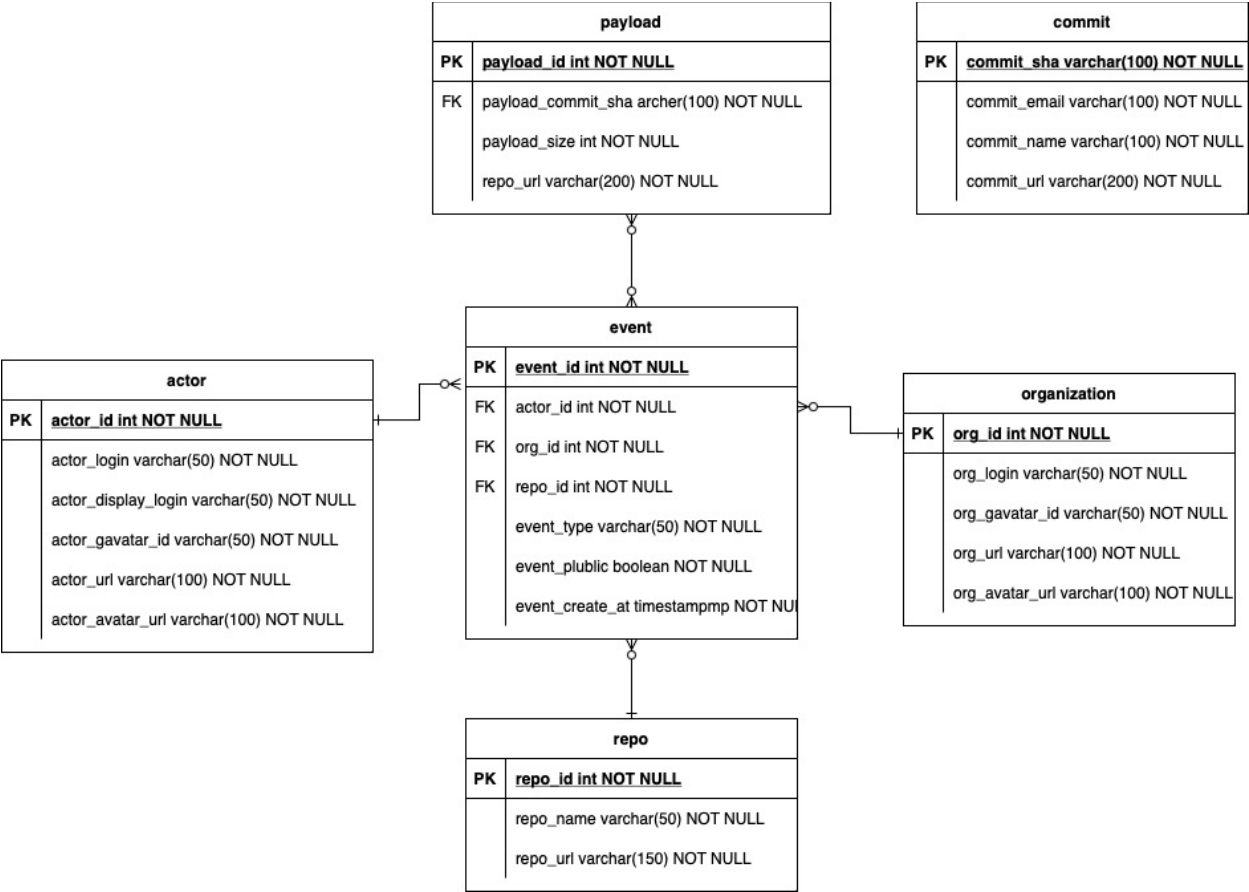 payload
PK payload_id int NOT NULL
FK payload_commit_sha archer(100) NOT NULL
payload_size int NOT NULL
repo_url varchar(200) NOT NULL
commit
PK commit_sha varchar(100) NOT NULL
commit_email varchar(100) NOT NULL
commit_name varchar(100) NOT NULL
commit_url varchar(200) NOT NULL
event
PK event_id int NOT NULL
FK actor_id int NOT NULL
FK org_id int NOT NULL
FK repo_id int NOT NULL
event_type varchar(50) NOT NULL
event_plublic boolean NOT NULL
event_create_at timestampmp NOT NUI
actor
PK actor_id int NOT NULL
actor_login varchar(50) NOT NULL
actor_display_login varchar(50) NOT NULL
actor_gavatar_id varchar(50) NOT NULL
actor_url varchar(100) NOT NULL
actor_avatar_url varchar(100) NOT NULL
organization
PK org_id int NOT NULL
org_login varchar(50) NOT NULL
org_gavatar_id varchar(50) NOT NULL
org_url varchar(100) NOT NULL
org_avatar_url varchar(100) NOT NULL
repo
PK repo_id int NOT NULL
repo_name varchar(50) NOT NULL
repo_url varchar(150) NOT NULL